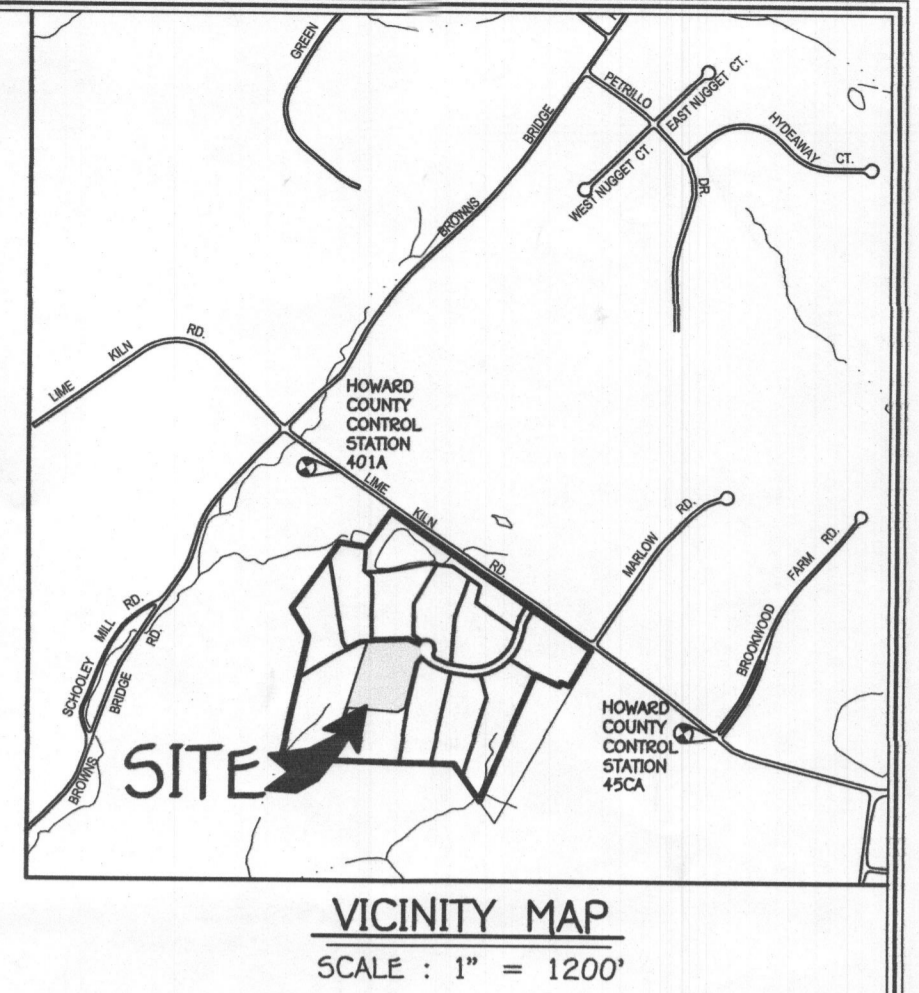 GREEN
PETRILLO
EAST NUGGET CT.
BRIDGE
HYDEAWAY CT.
WEST NUGGET CT.
DR.
BROWNS
LIME KILN RD.
HOWARD
COUNTY
CONTROL
STATION
401A
LIME KILN RD.
MARLOW RD.
FARM RD.
BROOKWOOD
SCHOOLEY MILL RD.
BRIDGE RD.
BROWNS
HOWARD
COUNTY
CONTROL
STATION
45CA
SITE
VICINITY MAP
SCALE : 1" = 1200'